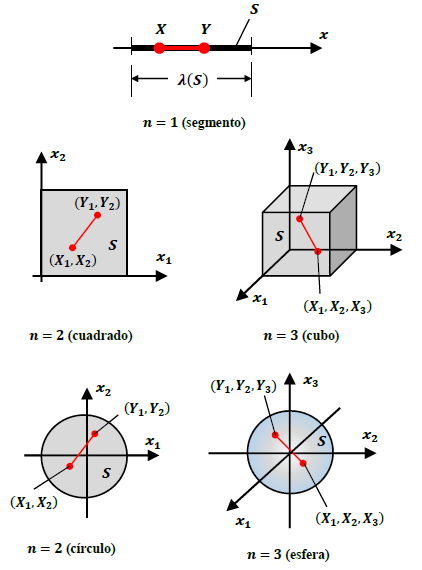 S
X Y
x
λ(S)
n = 1 (segmento)
x₂
(Y₁, Y₂)
S
(X₁, X₂)
x₁
n = 2 (cuadrado)
x₃
(Y₁, Y₂, Y₃)
S
x₂
x₁
(X₁, X₂, X₃)
n = 3 (cubo)
x₂
(Y₁, Y₂)
x₁
S
(X₁, X₂)
n = 2 (círculo)
x₃
(Y₁, Y₂, Y₃)
S
x₂
x₁
(X₁, X₂, X₃)
n = 3 (esfera)